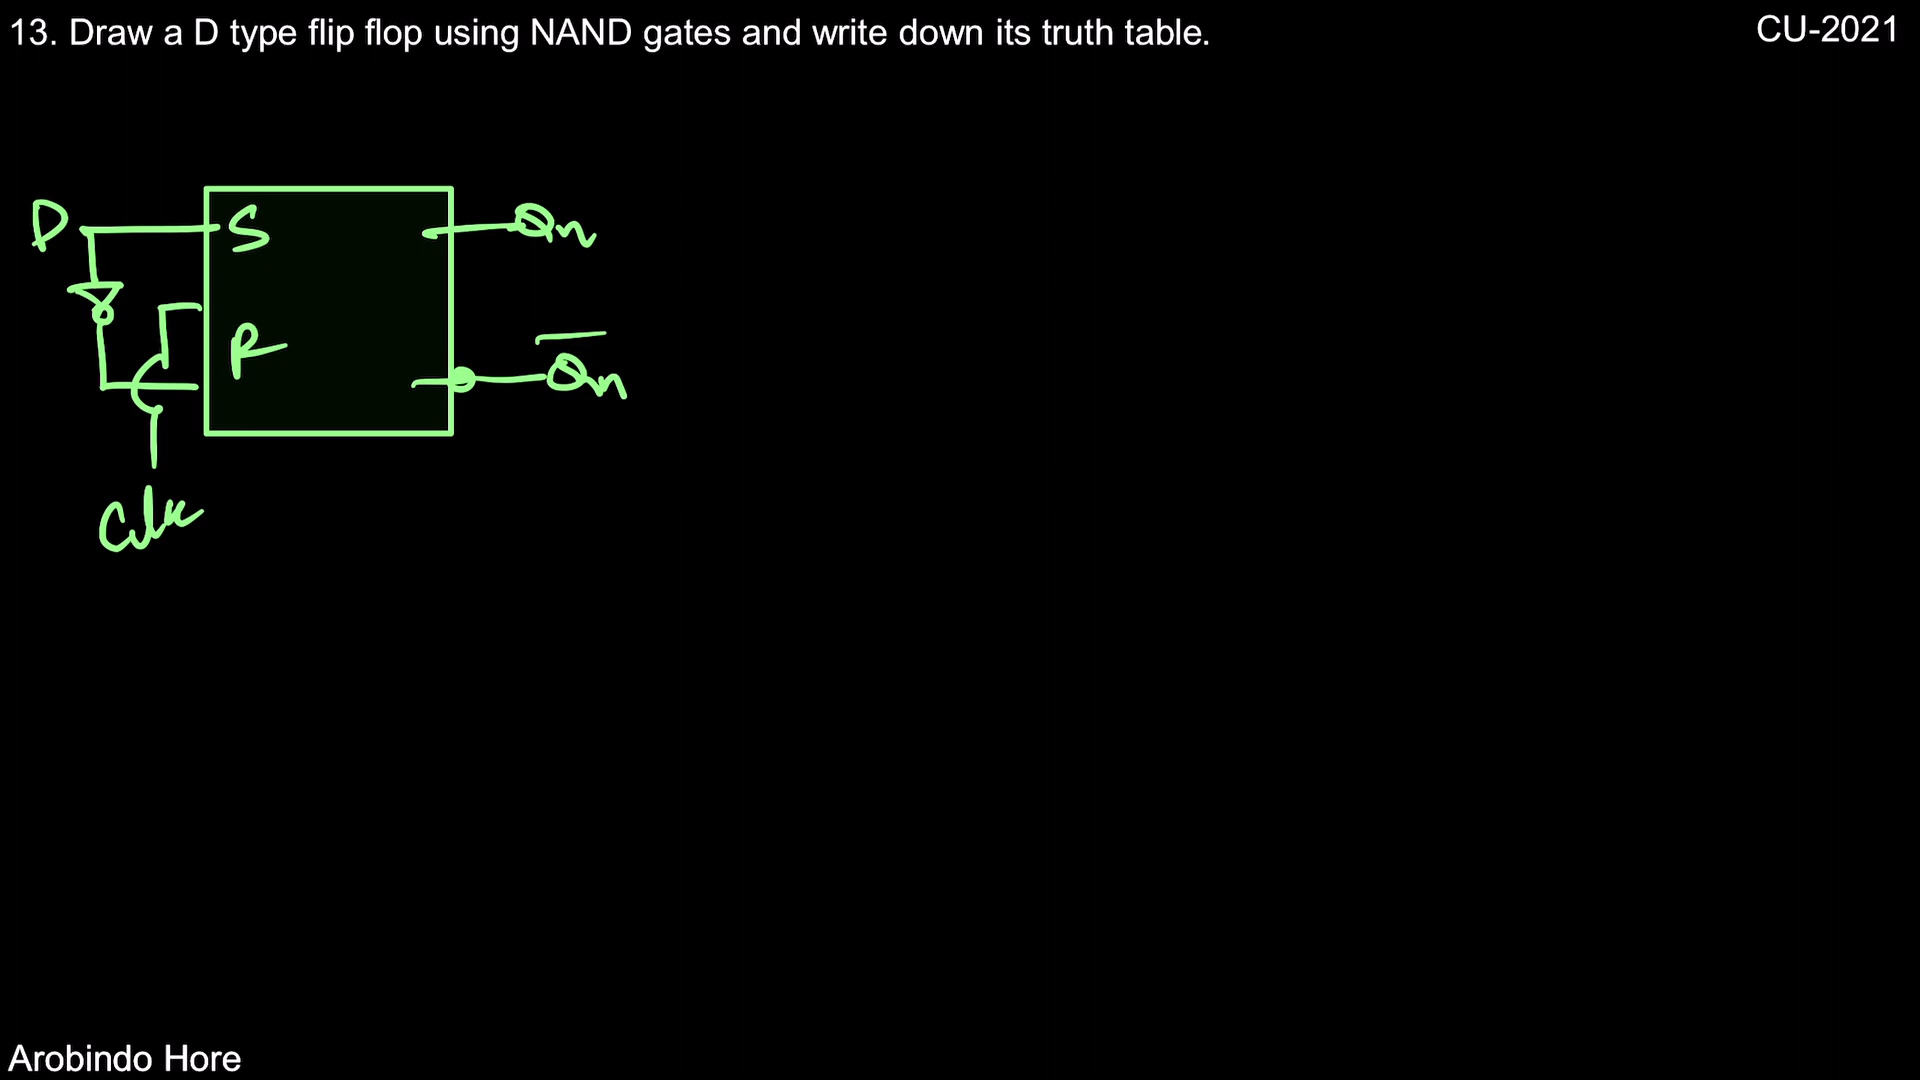 13. Draw a D type flip flop using NAND gates and write down its truth table.
CU-2021
D
S
Qn
R
Q̅n
Clk
Arobindo Hore